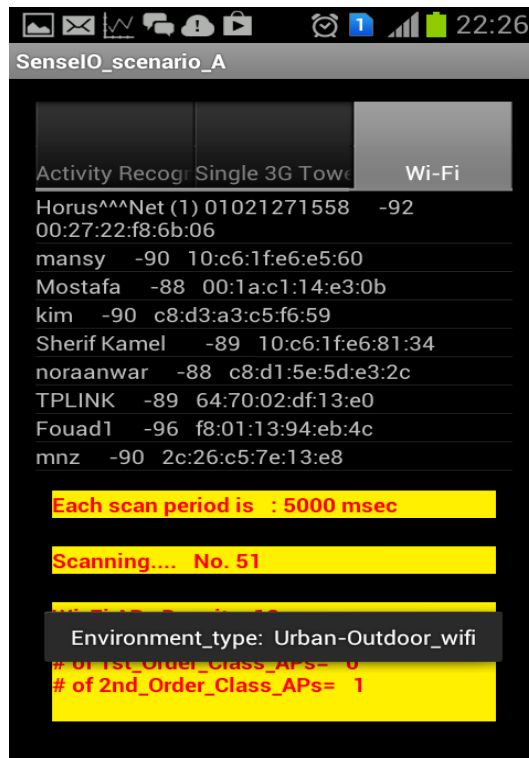 1 22:26
SenseIO_scenario_A
Activity Recogr Single 3G Towe Wi-Fi
Horus^^^Net (1) 01021271558 -92
00:27:22:f8:6b:06
mansy -90 10:c6:1f:e6:e5:60
Mostafa -88 00:1a:c1:14:e3:0b
kim -90 c8:d3:a3:c5:f6:59
Sherif Kamel -89 10:c6:1f:e6:81:34
noraanwar -88 c8:d1:5e:5d:e3:2c
TPLINK -89 64:70:02:df:13:e0
Fouad1 -96 f8:01:13:94:eb:4c
mnz -90 2c:26:c5:7e:13:e8
Each scan period is : 5000 msec
Scanning.... No. 51
Environment_type: Urban-Outdoor_wifi
# of 1st_Order_Class_APs= 0
# of 2nd_Order_Class_APs= 1